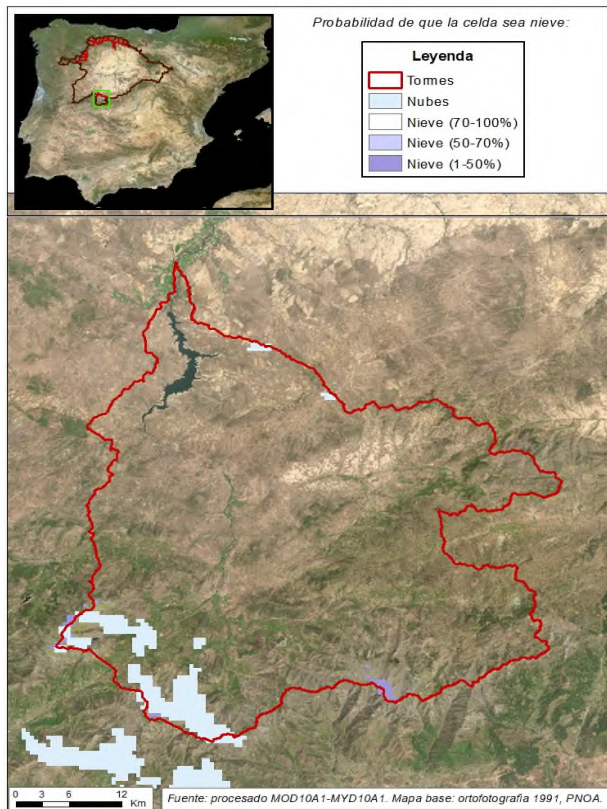 Probabilidad de que la celda sea nieve:
Leyenda
Tormes
Nubes
Nieve (70-100%)
Nieve (50-70%)
Nieve (1-50%)
0 3 6 12
Km
Fuente: procesado MOD10A1-MYD10A1. Mapa base: ortofotografía 1991, PNOA